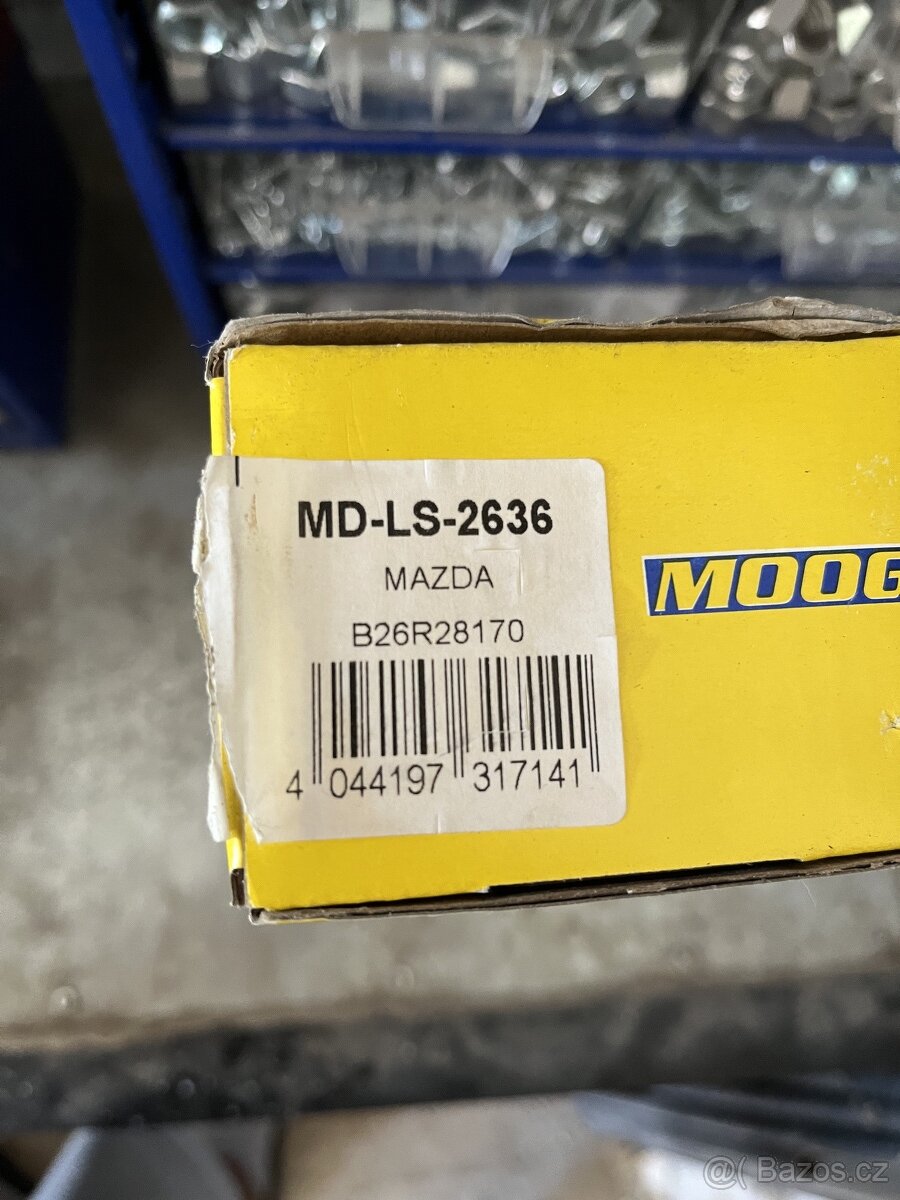 MD-LS-2636
MAZDA
B26R28170
4 044197 317141
MOOG
@( Bazos.cz